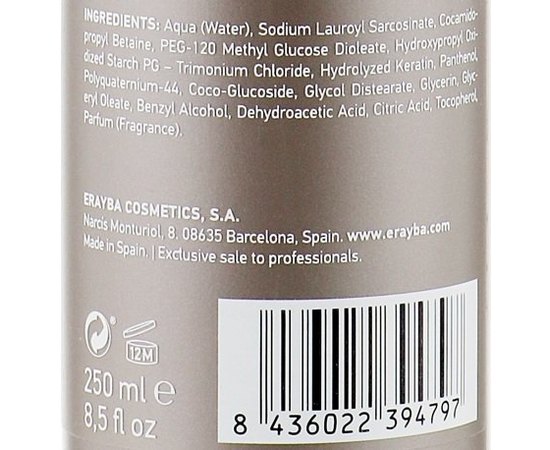 INGREDIENTS: Aqua (Water), Sodium Lauroyl Sarcosinate, Cocamido-
propyl Betaine, PEG-120 Methyl Glucose Dioleate, Hydroxypropyl Oxi-
dized Starch PG – Trimonium Chloride, Hydrolyzed Keratin, Panthenol,
Polyquaternium-44, Coco-Glucoside, Glycol Distearate, Glycerin, Glyc-
eryl Oleate, Benzyl Alcohol, Dehydroacetic Acid, Citric Acid, Tocopherol,
Parfum (Fragrance).
ERAYBA COSMETICS, S.A.
Narcís Monturiol, 8. 08635 Barcelona, Spain. www.erayba.com
Made in Spain. | Exclusive sale to professionals.
12M
250 ml e
8,5 fl oz
8 436022 394797